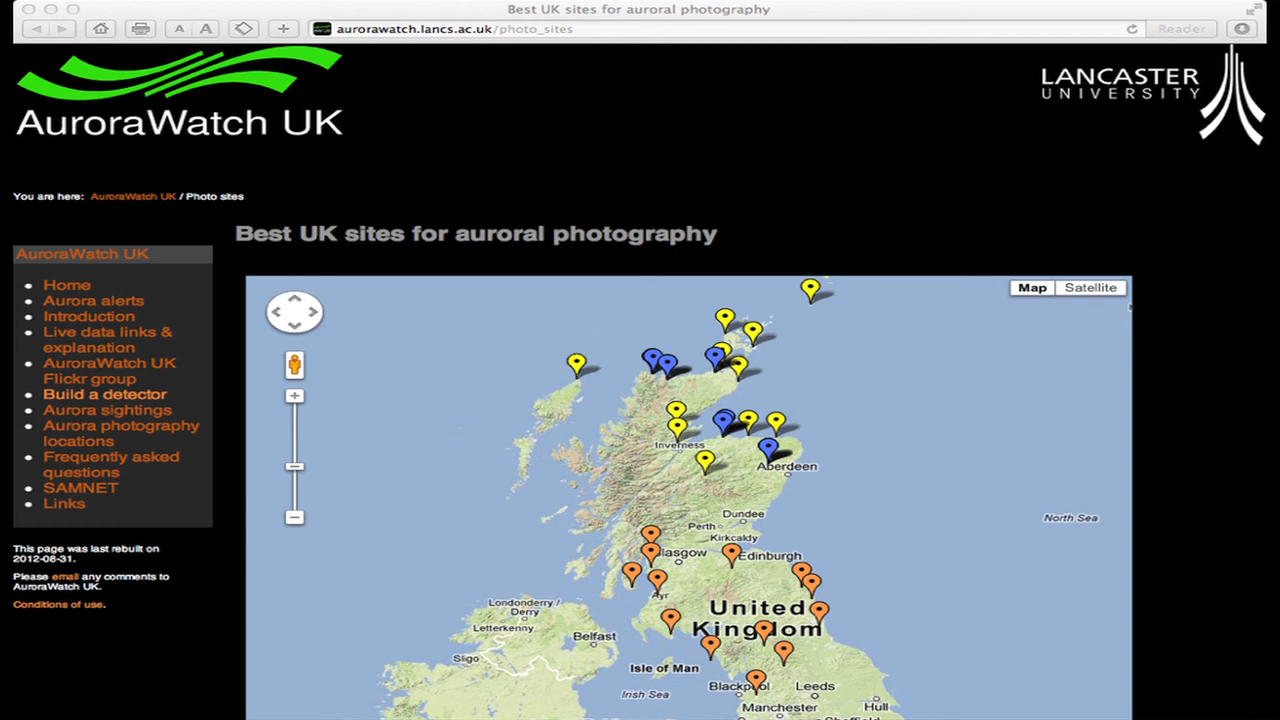 Best UK sites for auroral photography
A A + aurorawatch.lancs.ac.uk/photo_sites Reader
AuroraWatch UK
LANCASTER
UNIVERSITY
You are here: AuroraWatch UK / Photo sites
Best UK sites for auroral photography
AuroraWatch UK
Home
Aurora alerts
Introduction
Live data links &
explanation
AuroraWatch UK
Flickr group
Build a detector
Aurora sightings
Aurora photography
locations
Frequently asked
questions
SAMNET
Links
This page was last rebuilt on
2012-08-31.
Please email any comments to
AuroraWatch UK.
Conditions of use.
Map Satellite
Inverness
Aberdeen
North Sea
Dundee
Perth
Kirkcaldy
Glasgow
Edinburgh
Ayr
United
Kingdom
Londonderry /
Derry
Letterkenny
Belfast
Sligo
Isle of Man
Irish Sea
Blackpool
Leeds
Manchester
Hull